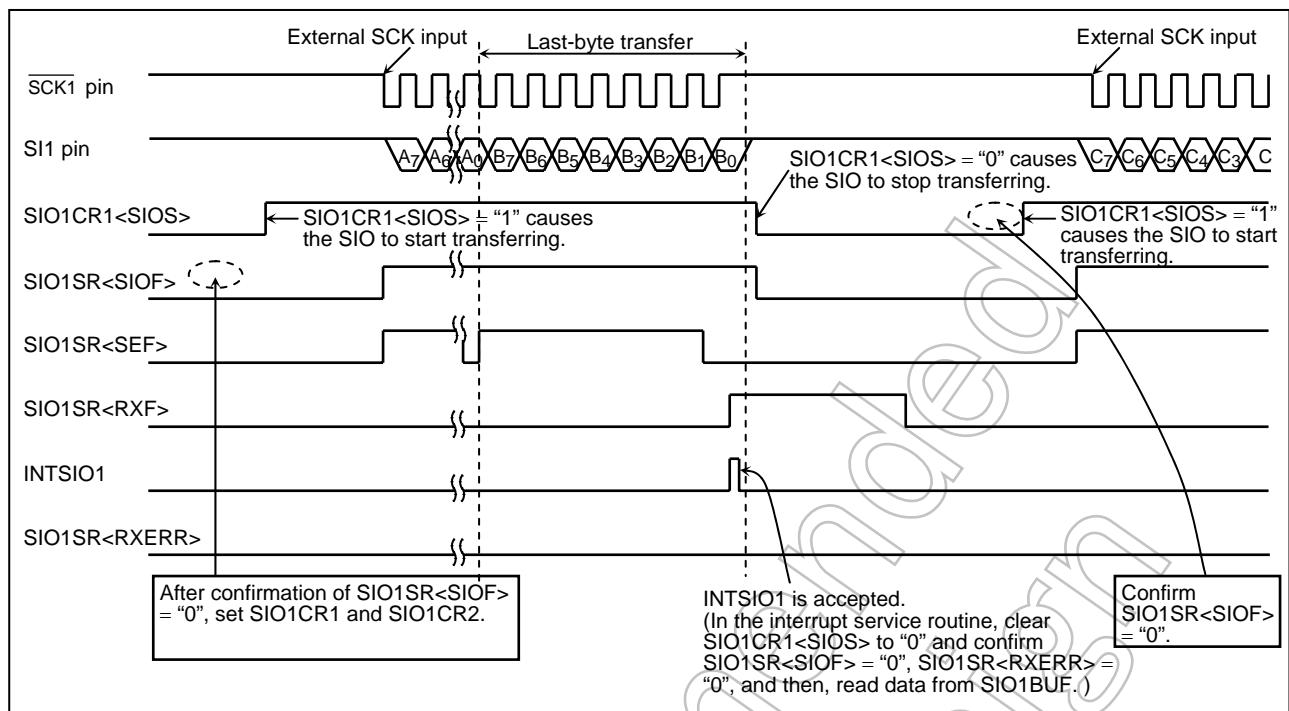 External SCK input
Last-byte transfer
External SCK input
SCK1 pin
SI1 pin
A7 A6 A0 B7 B6 B5 B4 B3 B2 B1 B0
C7 C6 C5 C4 C3 C
SIO1CR1<SIOS> = “0” causes
the SIO to stop transferring.
SIO1CR1<SIOS>
SIO1CR1<SIOS> = “1” causes
the SIO to start transferring.
SIO1CR1<SIOS> = “1”
causes the SIO to start
transferring.
SIO1SR<SIOF>
SIO1SR<SEF>
SIO1SR<RXF>
INTSIO1
SIO1SR<RXERR>
After confirmation of SIO1SR<SIOF>
= “0”, set SIO1CR1 and SIO1CR2.
INTSIO1 is accepted.
(In the interrupt service routine, clear
SIO1CR1<SIOS> to “0” and confirm
SIO1SR<SIOF> = “0”, SIO1SR<RXERR> =
“0”, and then, read data from SIO1BUF. )
Confirm
SIO1SR<SIOF>
= “0”.